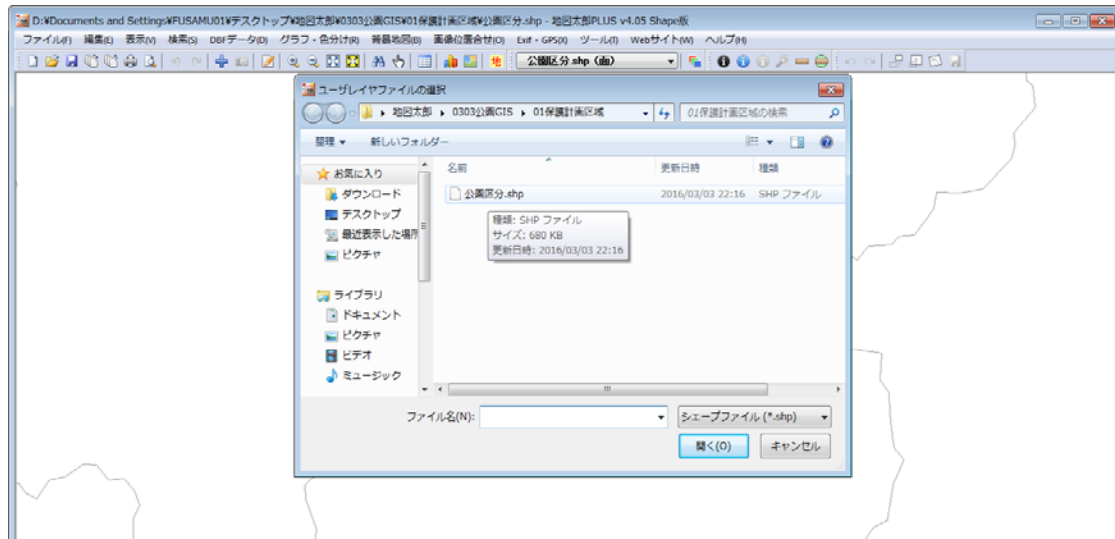 D:¥Documents and Settings¥FUSAMU01¥デスクトップ¥地図太郎¥0303公園GIS¥01保護計画区域¥公園区分.shp - 地図太郎PLUS v4.05 Shape版
ファイル(F) 編集(E) 表示(V) 検索(S) DBFデータ(D) グラフ・色分け(R) 背景地図(B) 画像位置合せ(O) Exif・GPS(X) ツール(T) Webサイト(W) ヘルプ(H)
地 公園区分.shp (面)
ユーザレイヤファイルの選択
地図太郎 ▸ 0303公園GIS ▸ 01保護計画区域 01保護計画区域の検索
整理 新しいフォルダー
お気に入り
ダウンロード
デスクトップ
最近表示した場所
ピクチャ
ライブラリ
ドキュメント
ピクチャ
ビデオ
ミュージック
名前 更新日時 種類
公園区分.shp 2016/03/03 22:16 SHP ファイル
種類: SHP ファイル
サイズ: 680 KB
更新日時: 2016/03/03 22:16
ファイル名(N): シェープファイル (*.shp)
開く(O) キャンセル